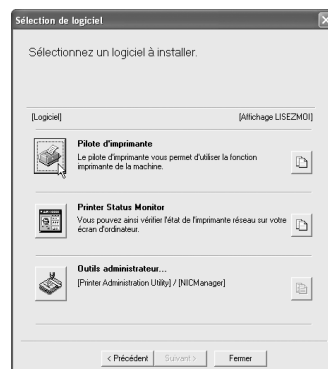 Sélection de logiciel
Sélectionnez un logiciel à installer.
[Logiciel] [Affichage LISEZMOI]
Pilote d'imprimante
Le pilote d'imprimante vous permet d'utiliser la fonction
imprimante de la machine.
Printer Status Monitor
Vous pouvez ainsi vérifier l'état de l'imprimante réseau sur votre
écran d'ordinateur.
Outils administrateur...
[Printer Administration Utility] / [NICManager]
< Précédent Suivant > Fermer